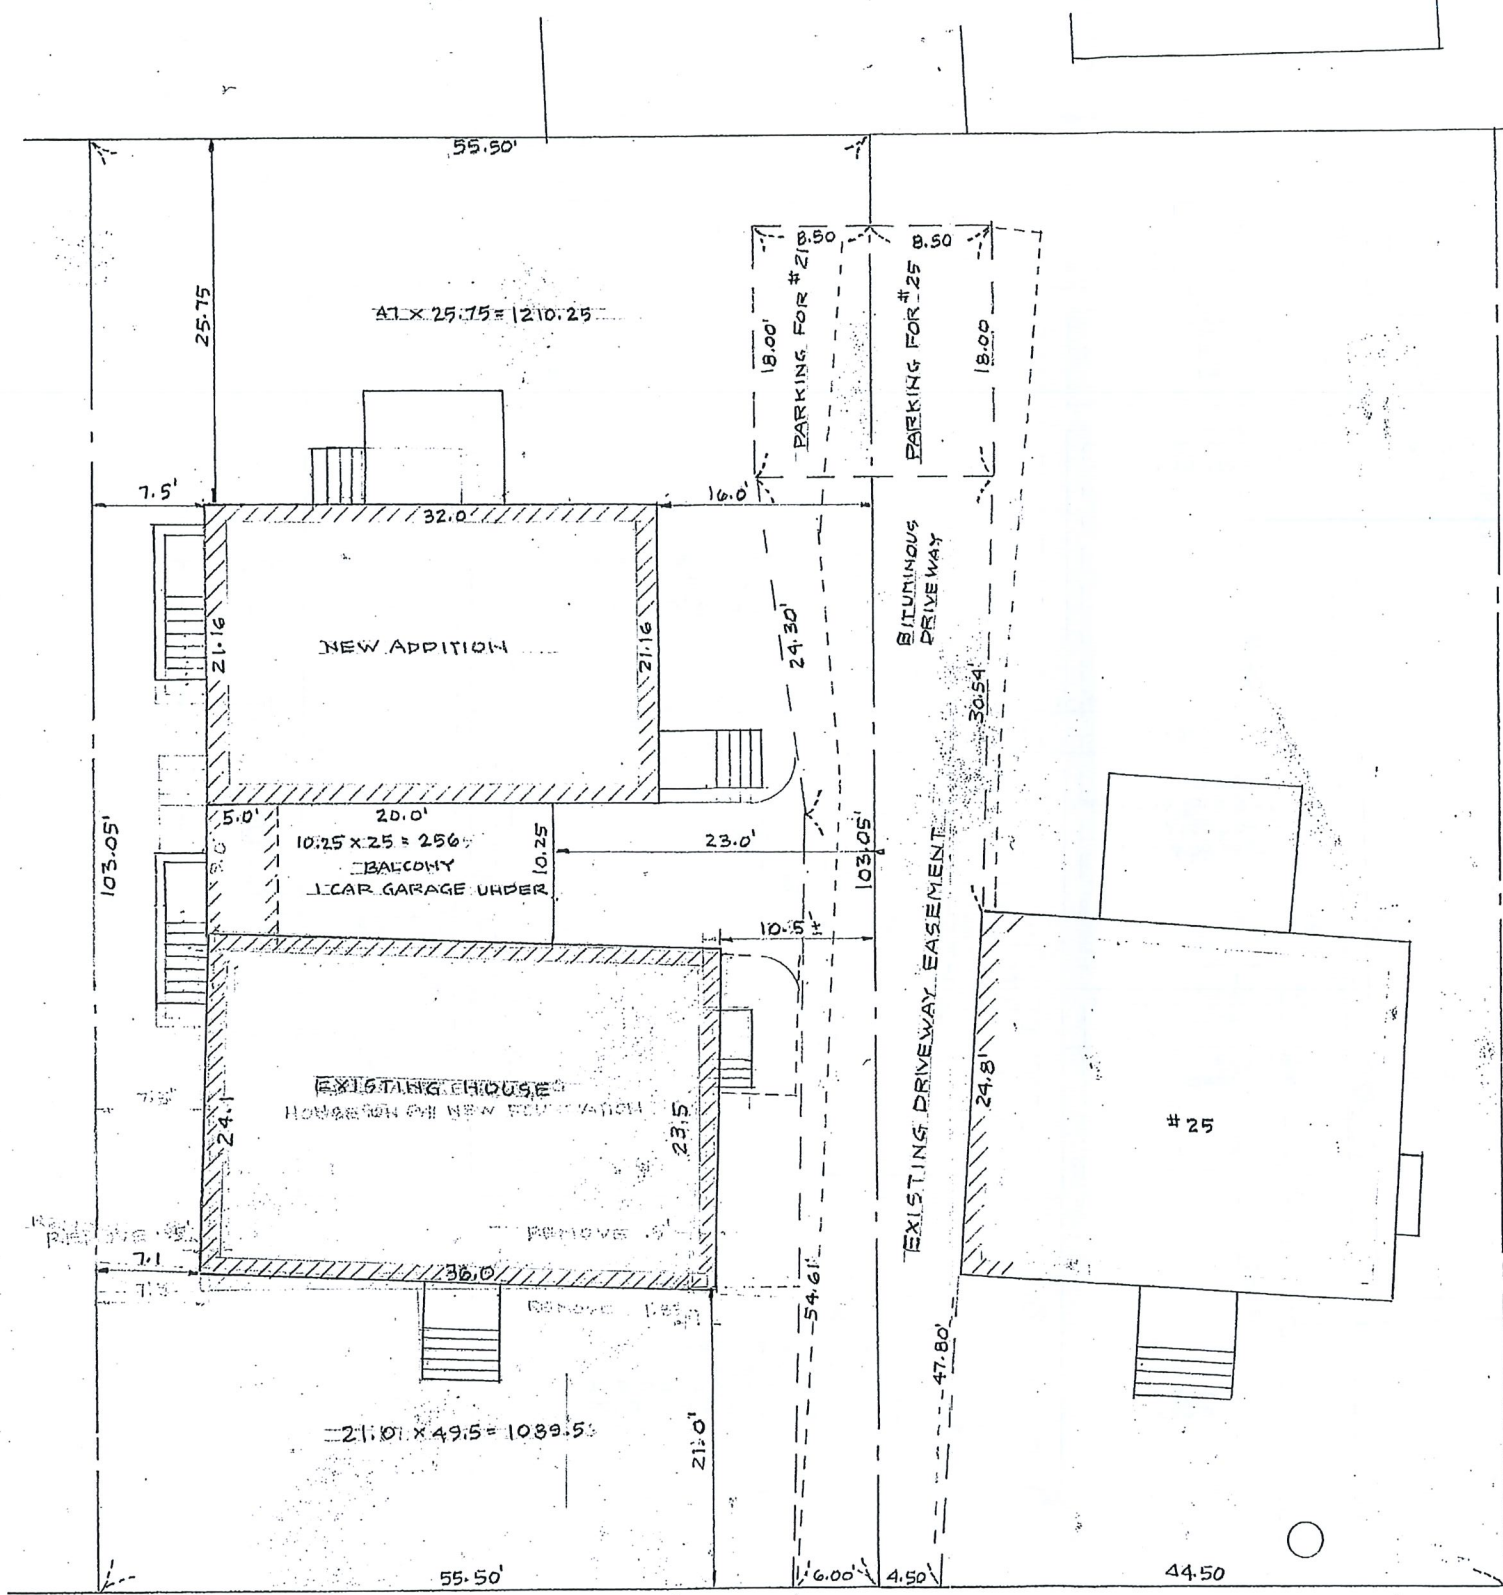 55.50'
8.50
8.50
25.75
47 × 25.75 = 1210.25
18.00'
PARKING FOR #21
PARKING FOR #25
18.00
7.5'
32.0
16.0'
BITUMINOUS
DRIVEWAY
21.16
NEW ADDITION
21.16
24.30'
30.54'
5.0'
20.0'
10.25 × 25 = 256
BALCONY
1 CAR GARAGE UNDER
10.25
23.0'
103.05'
103.05'
10.5'±
EXISTING DRIVEWAY EASEMENT
EXISTING HOUSE
24.1
23.5
24.8'
#25
REMOVE .5'
7.1
36.0
54.61'
REMOVE
47.80'
21.0 × 49.5 = 1039.5
21.0'
55.50'
6.00'
4.50'
44.50